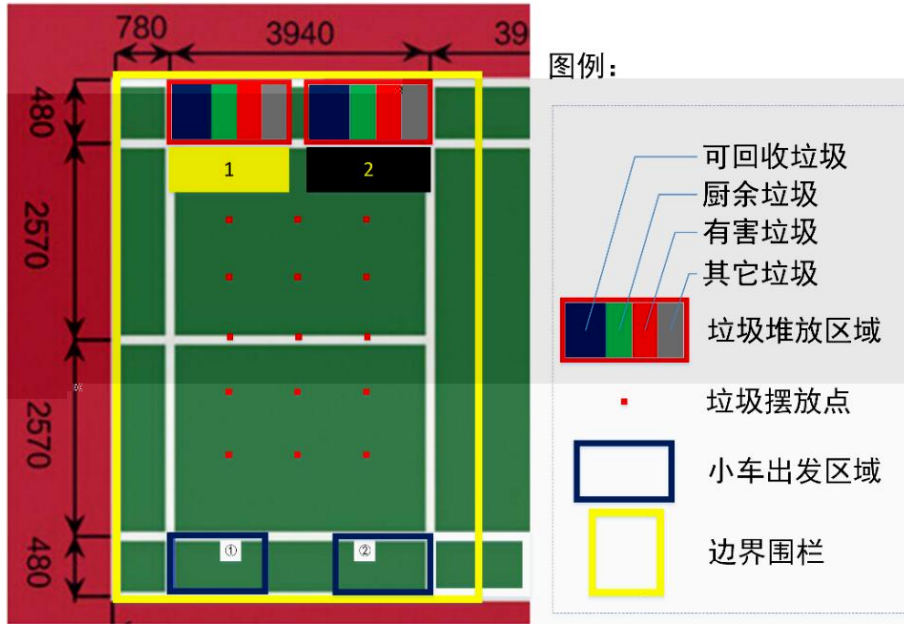 780
3940
39
图例：
480
2570
2570
480
1
2
①
②
可回收垃圾
厨余垃圾
有害垃圾
其它垃圾
垃圾堆放区域
垃圾摆放点
小车出发区域
边界围栏